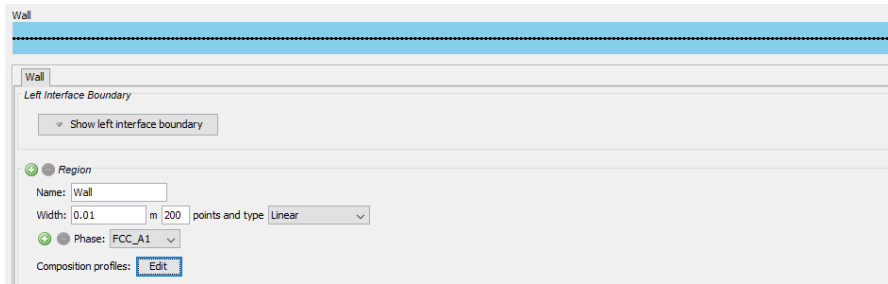 Wall
Wall
Left Interface Boundary
Show left interface boundary
Region
Name: Wall
Width: 0.01 m 200 points and type Linear
Phase: FCC_A1
Composition profiles: Edit